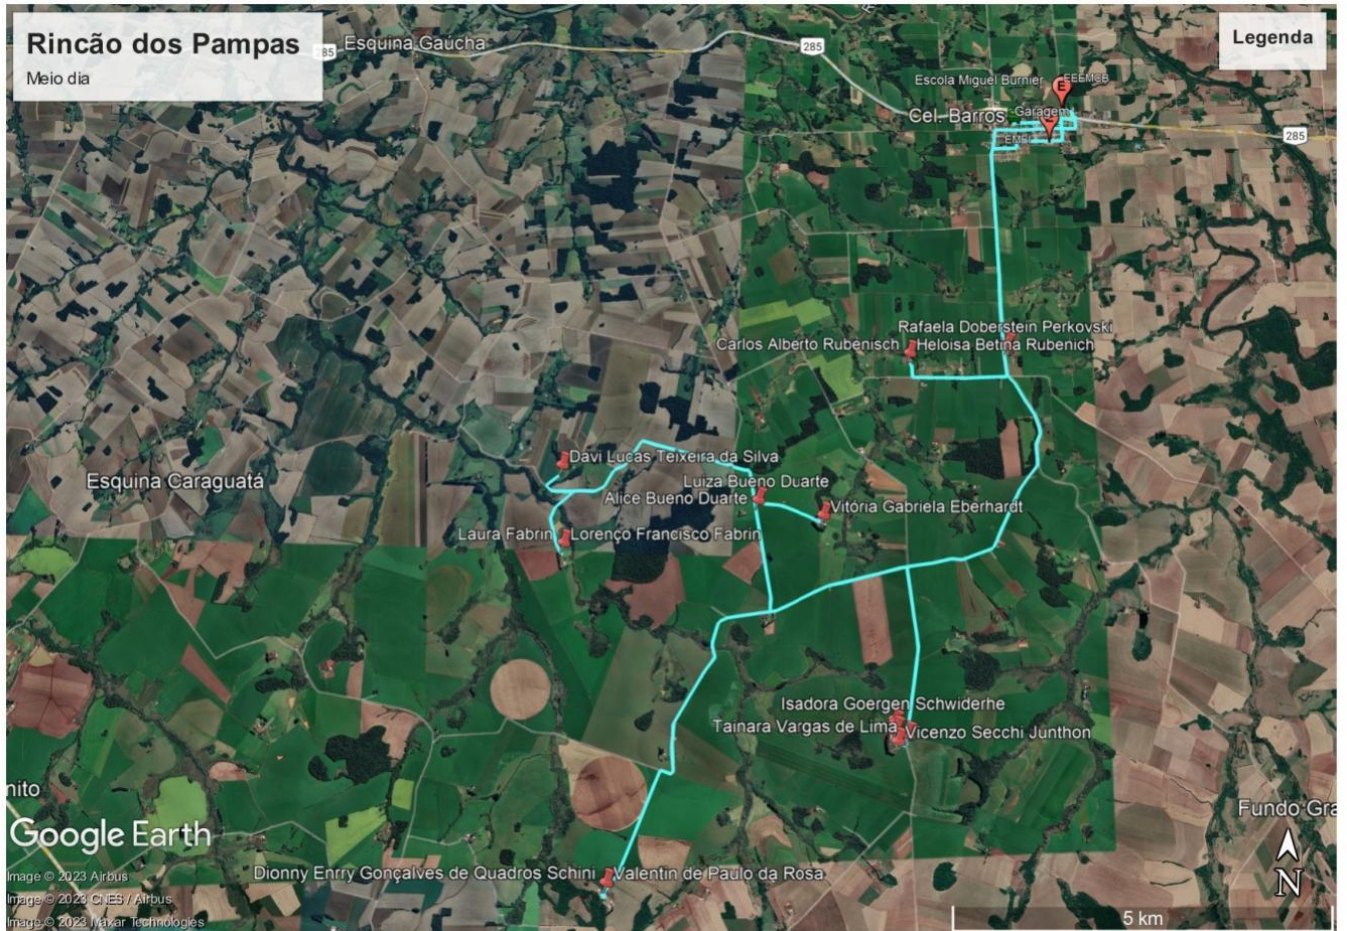 Rincão dos Pampas
Meio dia
Legenda
285
Esquina Gaúcha
285
Escola Miguel Burnier
EEEMCB
E
Cel. Barros
Garagem
285
Rafaela Doberstein Perkovski
Carlos Alberto Rubenisch
Heloisa Betina Rubenich
Davi Lucas Teixeira da Silva
Esquina Caraguatá
Luiza Bueno Duarte
Alice Bueno Duarte
Vitória Gabriela Eberhardt
Laura Fabrin
Lorenço Francisco Fabrin
Isadora Goergen Schwiderhe
Tainara Vargas de Lima
Vicenzo Secchi Junthon
nito
Fundo Gra
Google Earth
Dionny Enrry Gonçalves de Quadros Schini
Valentin de Paulo da Rosa
Image © 2023 Airbus
Image © 2023 CNES / Airbus
Image © 2023 Maxar Technologies
N
5 km